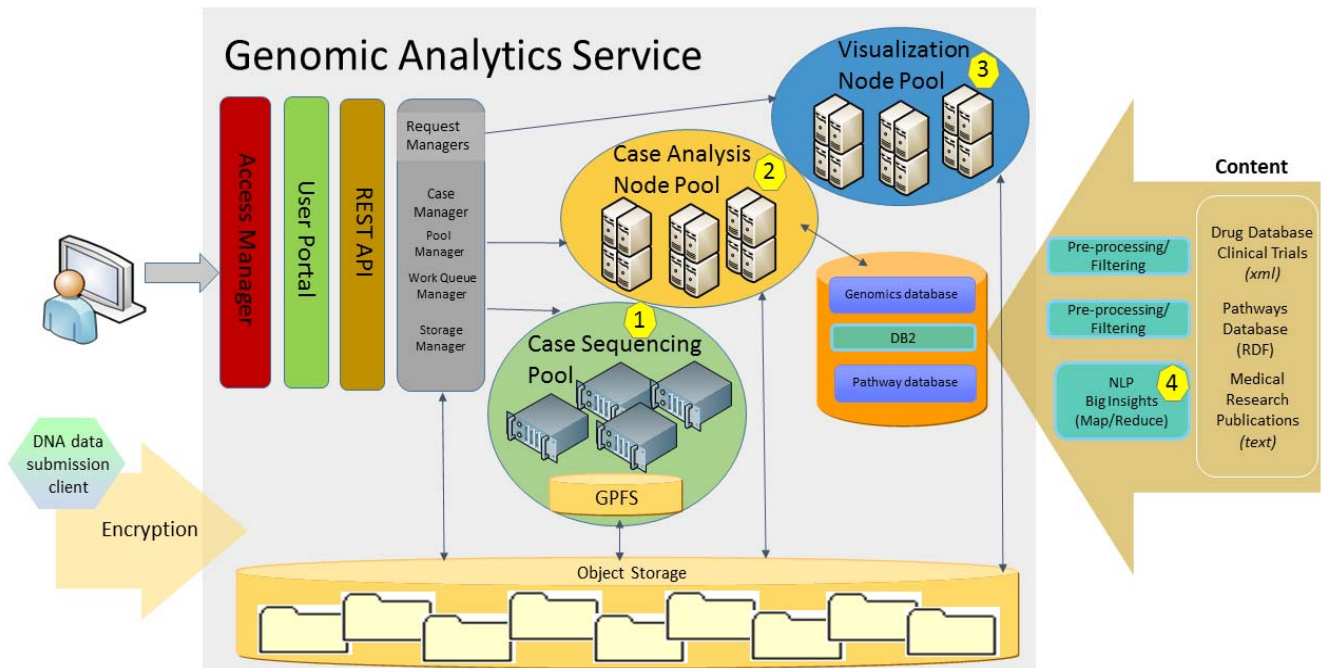 Genomic Analytics Service
Access Manager
User Portal
REST API
Request
Managers
Case
Manager
Pool
Manager
Work Queue
Manager
Storage
Manager
Visualization
Node Pool
3
Case Analysis
Node Pool
2
1
Case Sequencing
Pool
GPFS
Genomics database
DB2
Pathway database
Content
Pre-processing/
Filtering
Drug Database
Clinical Trials
(xml)
Pre-processing/
Filtering
Pathways
Database
(RDF)
NLP
Big Insights
(Map/Reduce)
4
Medical
Research
Publications
(text)
DNA data
submission
client
Encryption
Object Storage